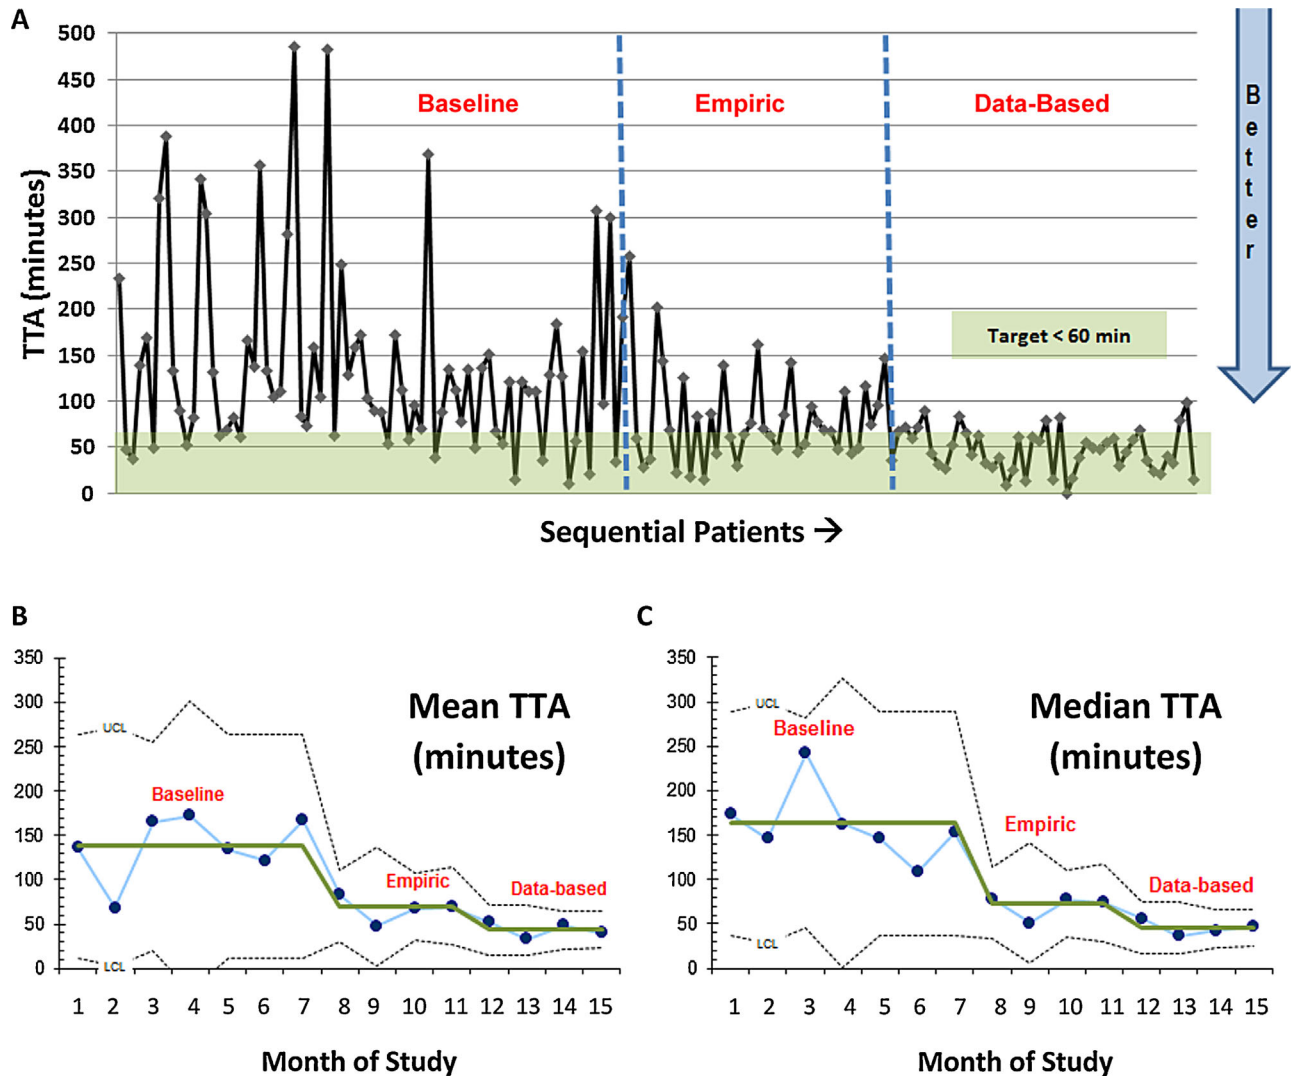 A
500
450
400
350
300
250
200
150
100
50
0
TTA (minutes)
Baseline
Empiric
Data-Based
Target < 60 min
Better
Sequential Patients →
B
350
300
250
200
150
100
50
0
UCL
LCL
Mean TTA
(minutes)
Baseline
Empiric
Data-based
1 2 3 4 5 6 7 8 9 10 11 12 13 14 15
Month of Study
C
350
300
250
200
150
100
50
0
UCL
LCL
Median TTA
(minutes)
Baseline
Empiric
Data-based
1 2 3 4 5 6 7 8 9 10 11 12 13 14 15
Month of Study